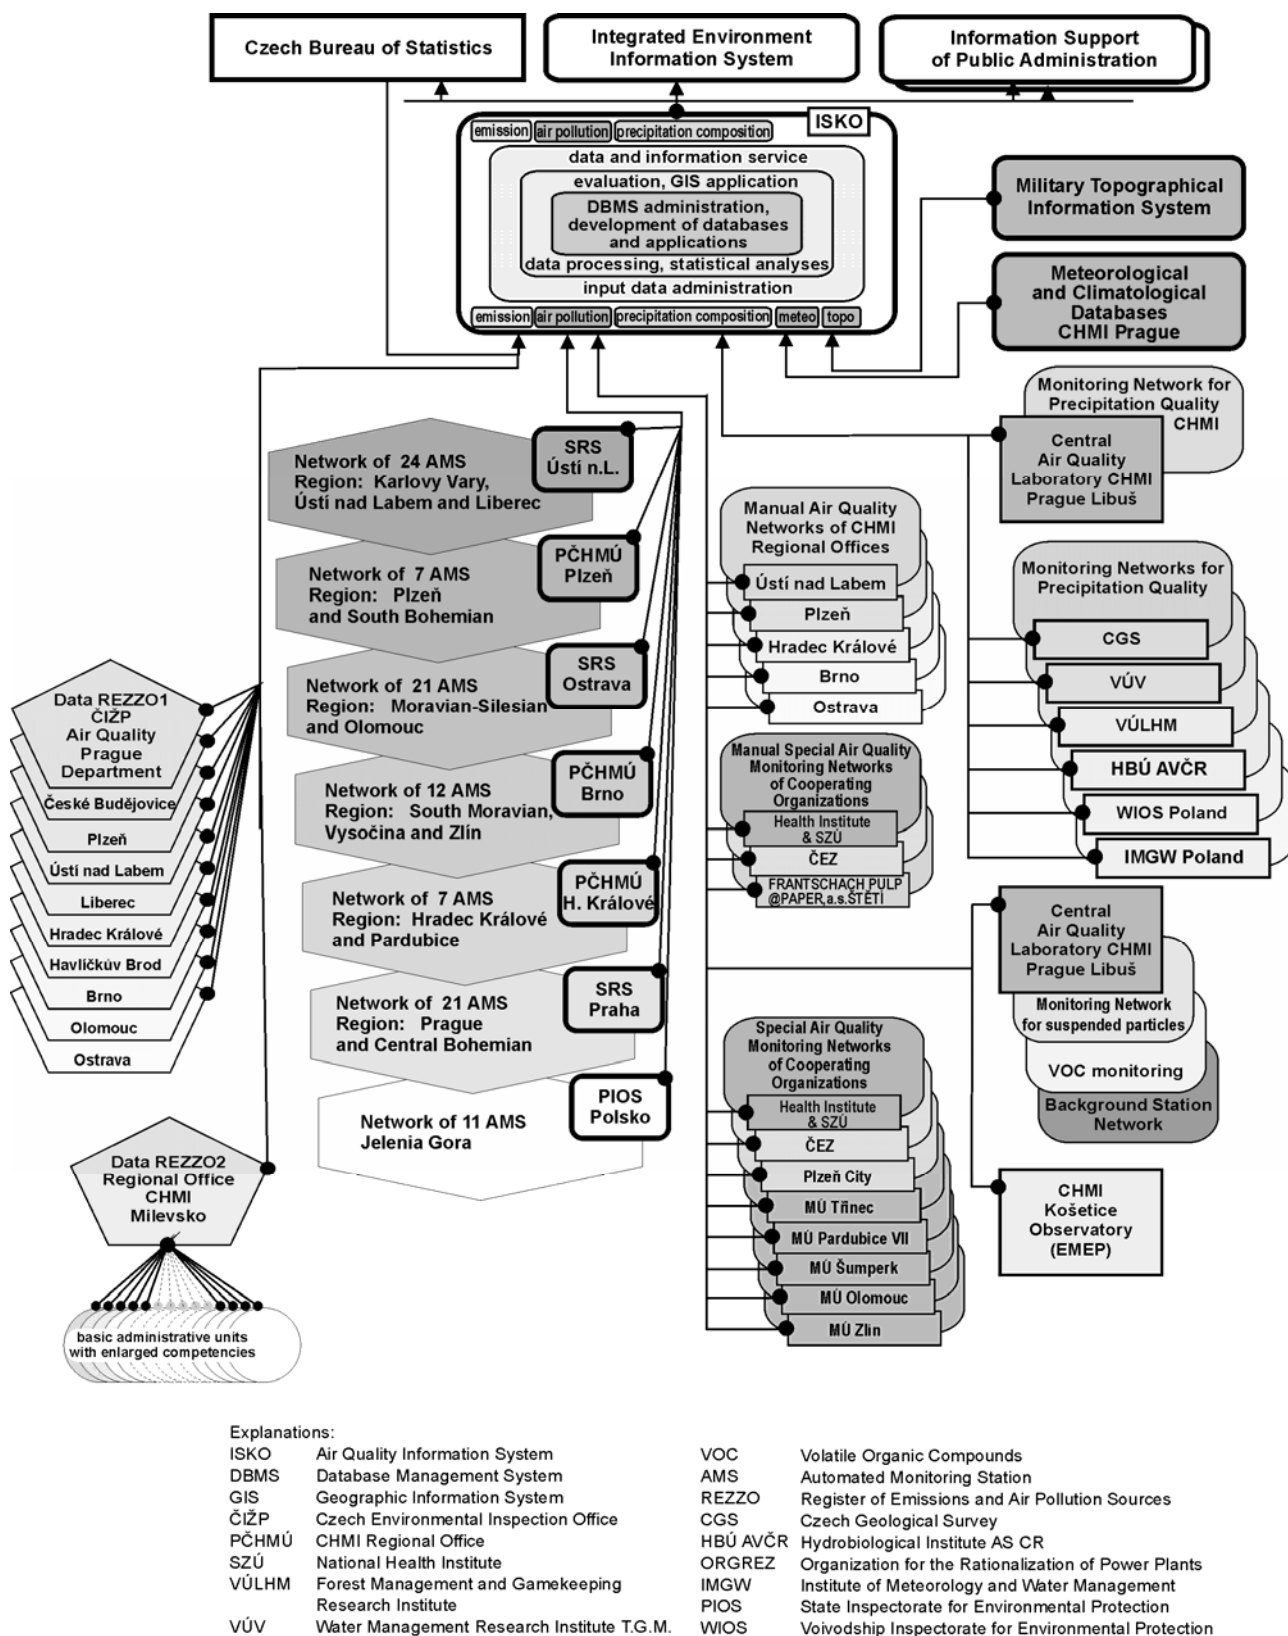 Czech Bureau of Statistics
Integrated Environment
Information System
Information Support
of Public Administration
ISKO
emission air pollution precipitation composition
data and information service
evaluation, GIS application
DBMS administration,
development of databases
and applications
data processing, statistical analyses
input data administration
emission air pollution precipitation composition meteo topo
Military Topographical
Information System
Meteorological
and Climatological
Databases
CHMI Prague
Monitoring Network for
Precipitation Quality
CHMI
Central
Air Quality
Laboratory CHMI
Prague Libuš
Monitoring Networks for
Precipitation Quality
CGS
VÚV
VÚLHM
HBÚ AVČR
WIOS Poland
IMGW Poland
Central
Air Quality
Laboratory CHMI
Prague Libuš
Monitoring Network
for suspended particles
VOC monitoring
Background Station
Network
CHMI
Košetice
Observatory
(EMEP)
SRS
Ústí n.L.
Network of 24 AMS
Region: Karlovy Vary,
Ústí nad Labem and Liberec
PČHMÚ
Plzeň
Network of 7 AMS
Region: Plzeň
and South Bohemian
SRS
Ostrava
Network of 21 AMS
Region: Moravian-Silesian
and Olomouc
PČHMÚ
Brno
Network of 12 AMS
Region: South Moravian,
Vysočina and Zlín
PČHMÚ
H. Králové
Network of 7 AMS
Region: Hradec Králové
and Pardubice
SRS
Praha
Network of 21 AMS
Region: Prague
and Central Bohemian
PIOS
Polsko
Network of 11 AMS
Jelenia Gora
Manual Air Quality
Networks of CHMI
Regional Offices
Ústí nad Labem
Plzeň
Hradec Králové
Brno
Ostrava
Manual Special Air Quality
Monitoring Networks
of Cooperating
Organizations
Health Institute
& SZÚ
ČEZ
FRANTSCHACH PULP
@PAPER,a.s.ŠTĚTÍ
Special Air Quality
Monitoring Networks
of Cooperating
Organizations
Health Institute
& SZÚ
ČEZ
Plzeň City
MÚ Třinec
MÚ Pardubice VII
MÚ Šumperk
MÚ Olomouc
MÚ Zlín
Data REZZO1
ČIŽP
Air Quality
Prague
Department
České Budějovice
Plzeň
Ústí nad Labem
Liberec
Hradec Králové
Havlíčkův Brod
Brno
Olomouc
Ostrava
Data REZZO2
Regional Office
CHMI
Milevsko
basic administrative units
with enlarged competencies
Explanations:
ISKO Air Quality Information System
DBMS Database Management System
GIS Geographic Information System
ČIŽP Czech Environmental Inspection Office
PČHMÚ CHMI Regional Office
SZÚ National Health Institute
VÚLHM Forest Management and Gamekeeping
Research Institute
VÚV Water Management Research Institute T.G.M.
VOC Volatile Organic Compounds
AMS Automated Monitoring Station
REZZO Register of Emissions and Air Pollution Sources
CGS Czech Geological Survey
HBÚ AVČR Hydrobiological Institute AS CR
ORGREZ Organization for the Rationalization of Power Plants
IMGW Institute of Meteorology and Water Management
PIOS State Inspectorate for Environmental Protection
WIOS Voivodship Inspectorate for Environmental Protection